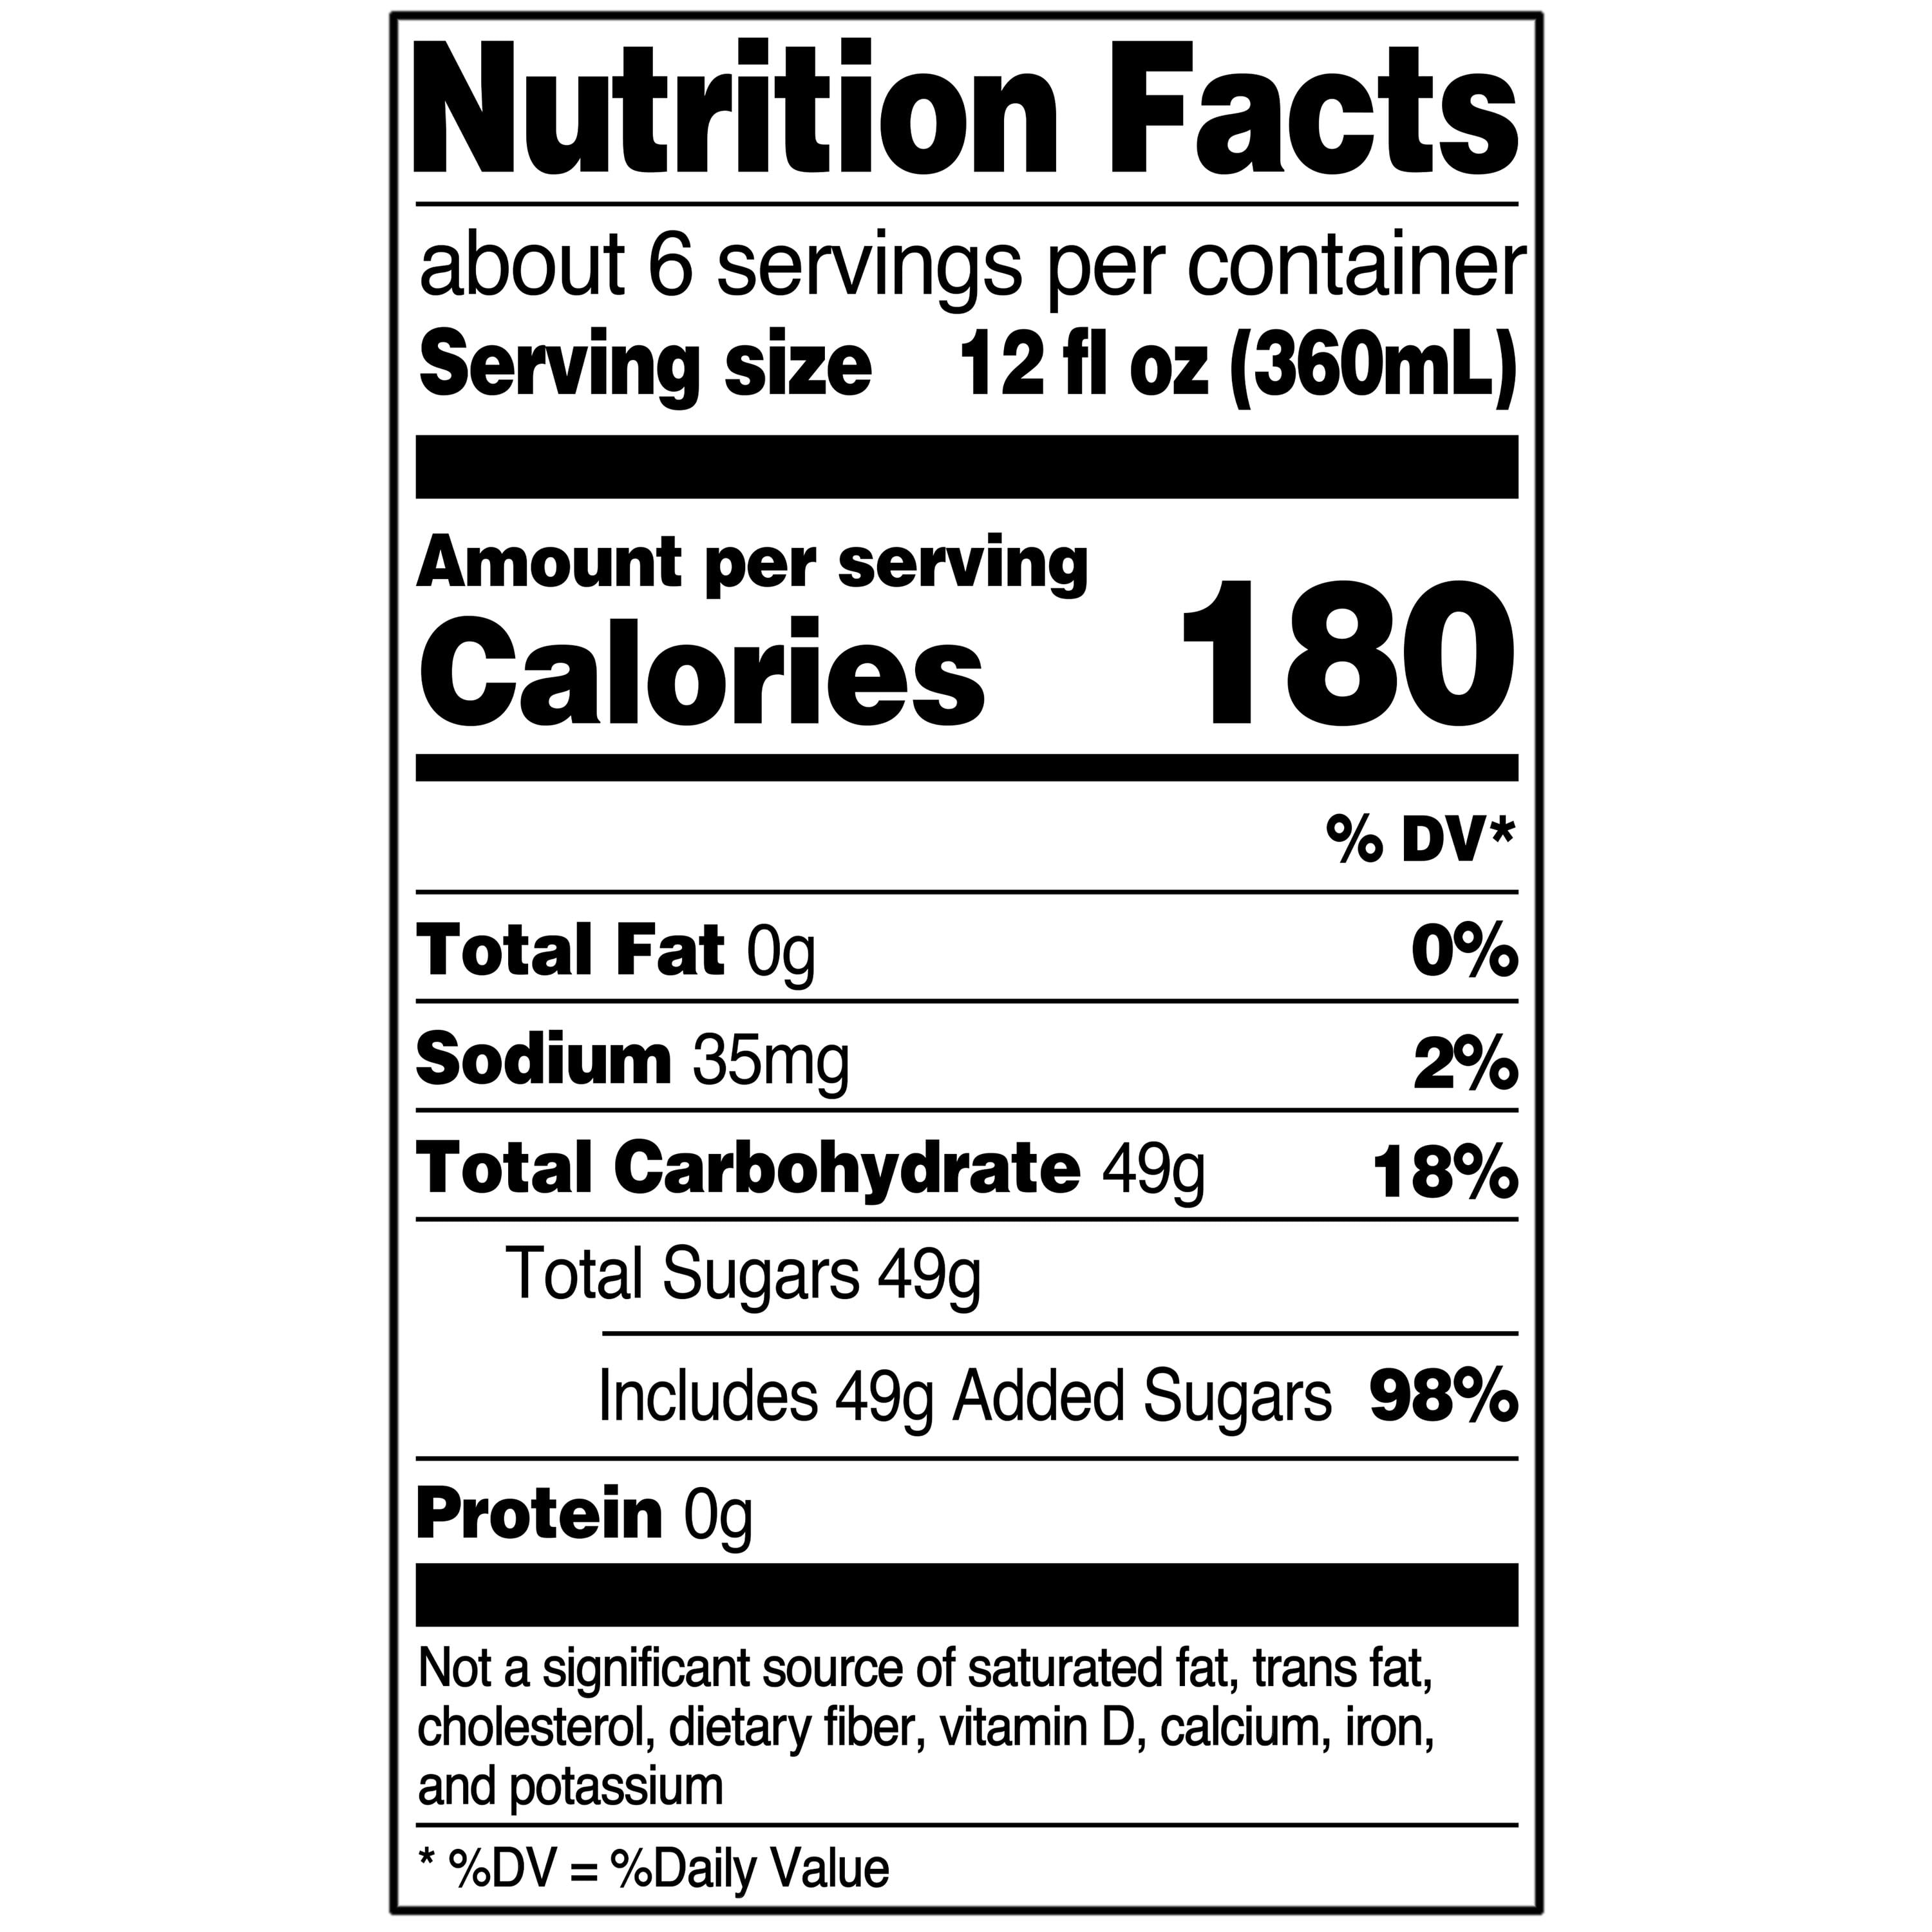 Nutrition Facts
about 6 servings per container
Serving size 12 fl oz (360mL)
Amount per serving
Calories 180
% DV*
Total Fat 0g 0%
Sodium 35mg 2%
Total Carbohydrate 49g 18%
Total Sugars 49g
Includes 49g Added Sugars 98%
Protein 0g
Not a significant source of saturated fat, trans fat,
cholesterol, dietary fiber, vitamin D, calcium, iron,
and potassium
* %DV = %Daily Value